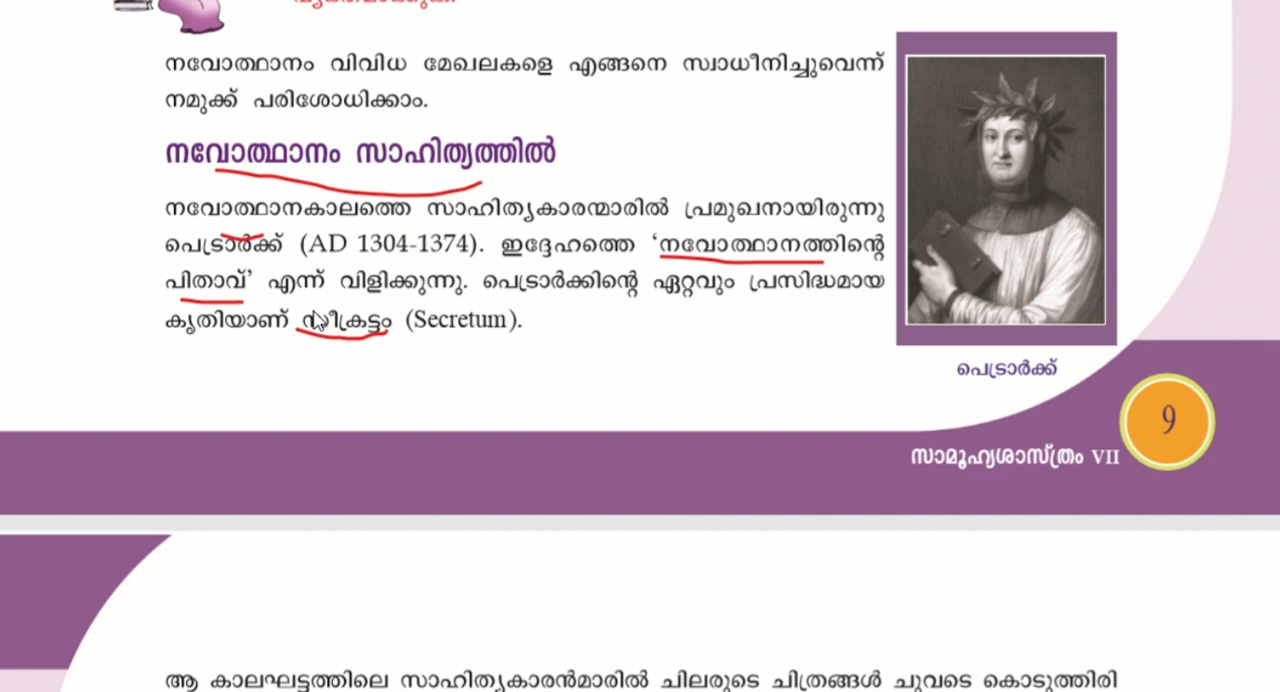 വ്യക്തമാക്കുക.
നവോത്ഥാനം വിവിധ മേഖലകളെ എങ്ങനെ സ്വാധീനിച്ചുവെന്ന്
നമുക്ക് പരിശോധിക്കാം.
നവോത്ഥാനം സാഹിത്യത്തിൽ
നവോത്ഥാനകാലത്തെ സാഹിത്യകാരന്മാരിൽ പ്രമുഖനായിരുന്നു
പെട്രാർക്ക് (AD 1304-1374). ഇദ്ദേഹത്തെ ‘നവോത്ഥാനത്തിന്റെ
പിതാവ്’ എന്ന് വിളിക്കുന്നു. പെട്രാർക്കിന്റെ ഏറ്റവും പ്രസിദ്ധമായ
കൃതിയാണ് സീക്രട്ടം (Secretum).
പെട്രാർക്ക്
9
സാമൂഹ്യശാസ്ത്രം VII
ആ കാലഘട്ടത്തിലെ സാഹിത്യകാരൻമാരിൽ ചിലരുടെ ചിത്രങ്ങൾ ചുവടെ കൊടുത്തിരി